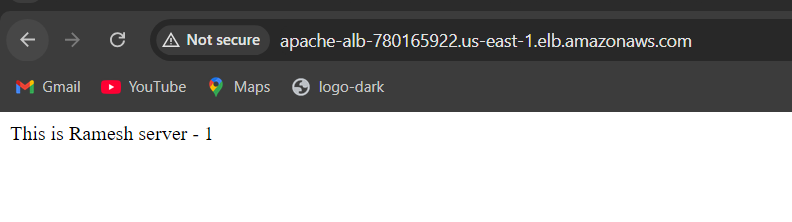 Not secure apache-alb-780165922.us-east-1.elb.amazonaws.com
Gmail YouTube Maps logo-dark
This is Ramesh server - 1